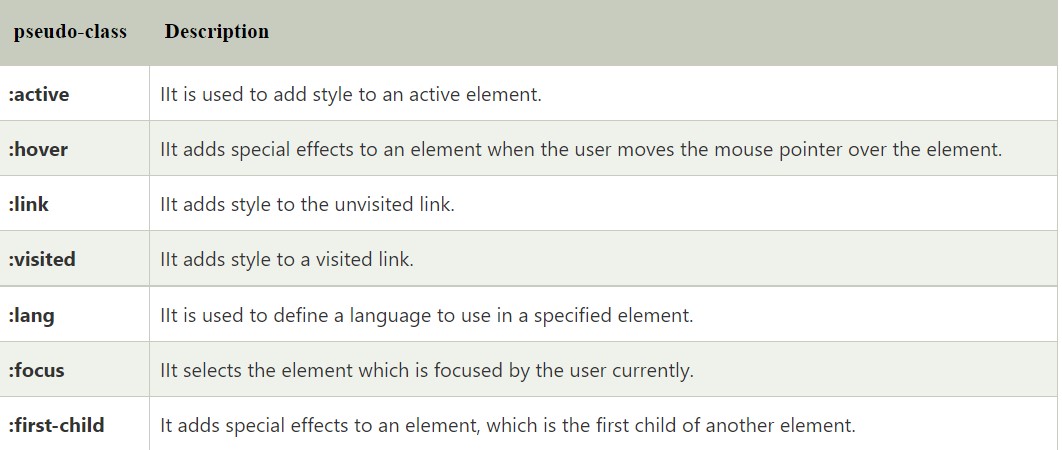 pseudo-class Description
:active IIt is used to add style to an active element.
:hover IIt adds special effects to an element when the user moves the mouse pointer over the element.
:link IIt adds style to the unvisited link.
:visited IIt adds style to a visited link.
:lang IIt is used to define a language to use in a specified element.
:focus IIt selects the element which is focused by the user currently.
:first-child It adds special effects to an element, which is the first child of another element.